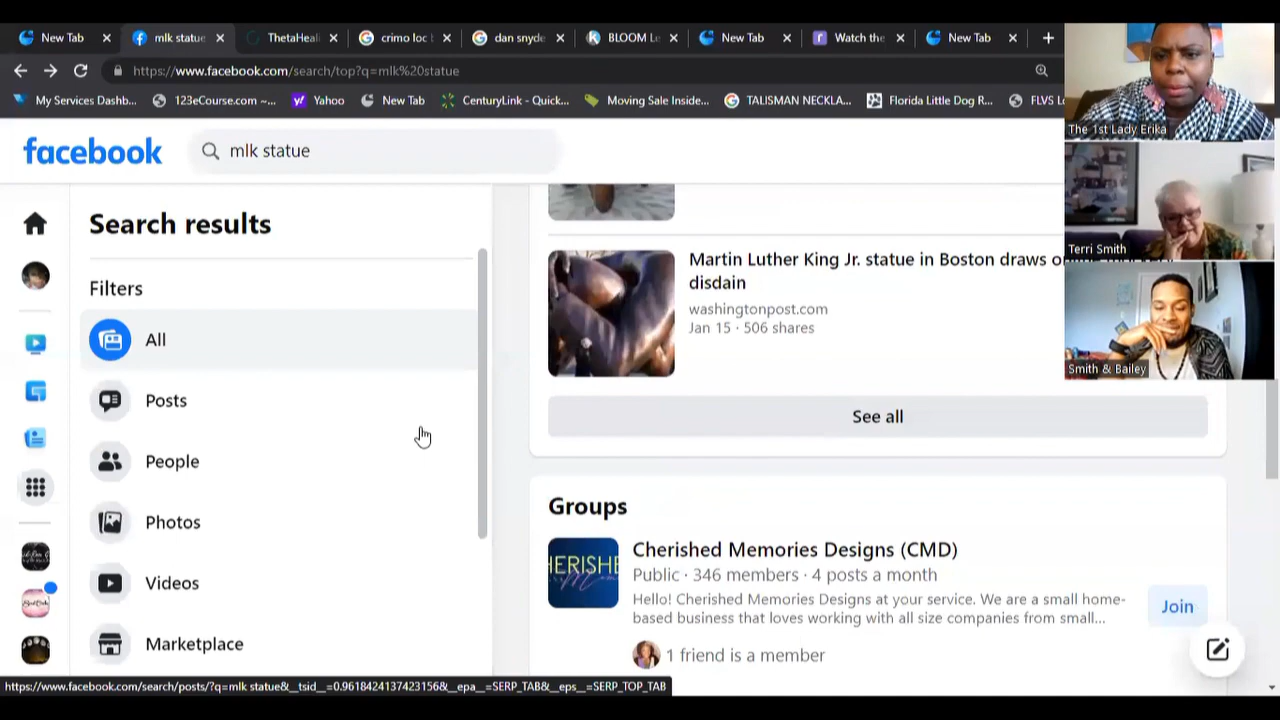 New Tab
mlk statue
ThetaHeali
crimo loc
dan snyde
BLOOM Le
New Tab
Watch the
New Tab
https://www.facebook.com/search/top?q=mlk%20statue
My Services Dashb...
123eCourse.com ~...
Yahoo
New Tab
CenturyLink - Quick...
Moving Sale Inside...
TALISMAN NECKLA...
Florida Little Dog R...
FLVS Lo
facebook
mlk statue
Search results
Filters
All
Posts
People
Photos
Videos
Marketplace
Martin Luther King Jr. statue in Boston draws
disdain
washingtonpost.com
Jan 15 · 506 shares
See all
Groups
HERISHE
Cherished Memories Designs (CMD)
Public · 346 members · 4 posts a month
Hello! Cherished Memories Designs at your service. We are a small home-
based business that loves working with all size companies from small...
1 friend is a member
Join
The 1st Lady Erika
Terri Smith
Smith & Bailey
https://www.facebook.com/search/posts/?q=mlk statue&__tsid__=0.96184241374231568&__epa__=SERP_TAB&__eps__=SERP_TOP_TAB